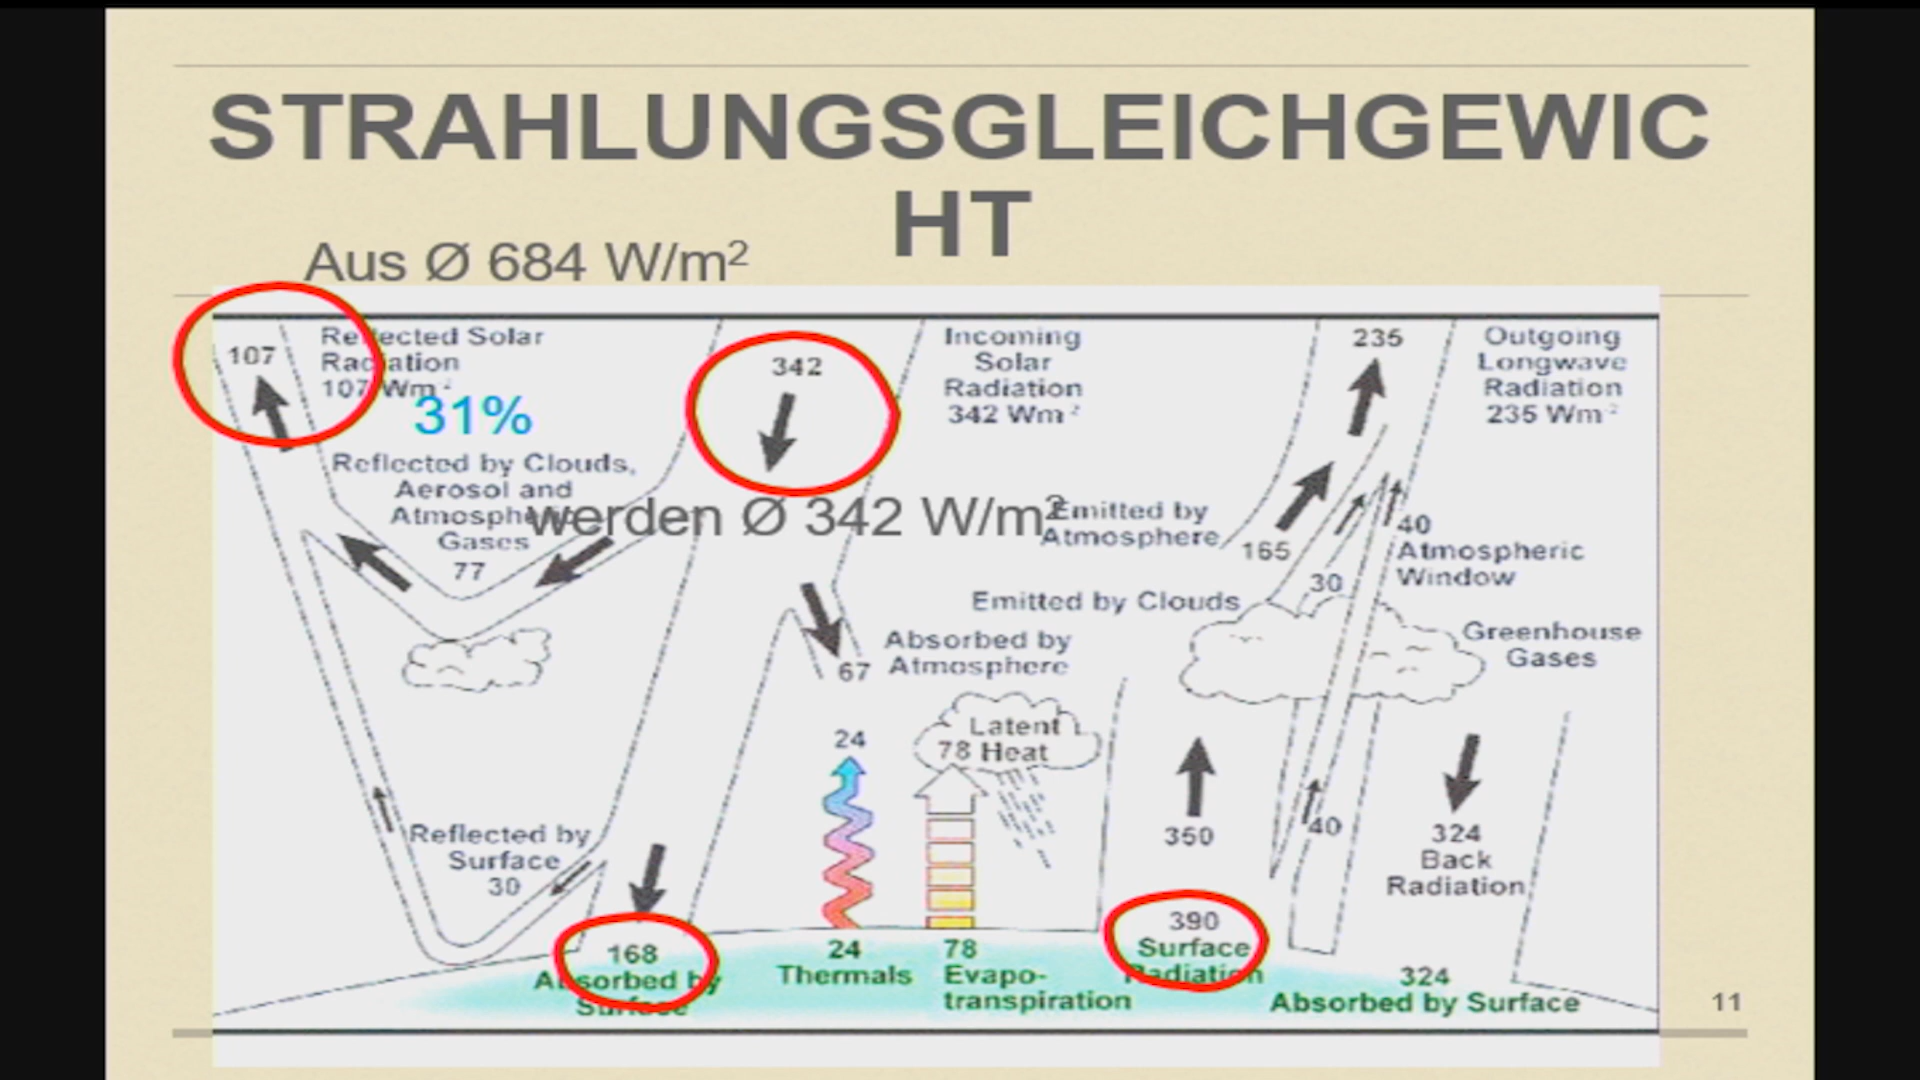 STRAHLUNGSGLEICHGEWIC
HT
Aus Ø 684 W/m²
107
Reflected Solar
Radiation
107 Wm⁻²
31%
342
Incoming
Solar
Radiation
342 Wm⁻²
235
Outgoing
Longwave
Radiation
235 Wm⁻²
Reflected by Clouds,
Aerosol and
Atmospheric
Gases
77
werden Ø 342 W/m²
Emitted by
Atmosphere
165
40
Atmospheric
Window
30
Emitted by Clouds
Greenhouse
Gases
Absorbed by
Atmosphere
67
24
Latent
78 Heat
350
40
324
Back
Radiation
Reflected by
Surface
30
168
Absorbed by
Surface
24
Thermals
78
Evapo-
transpiration
390
Surface
Radiation
324
Absorbed by Surface
11